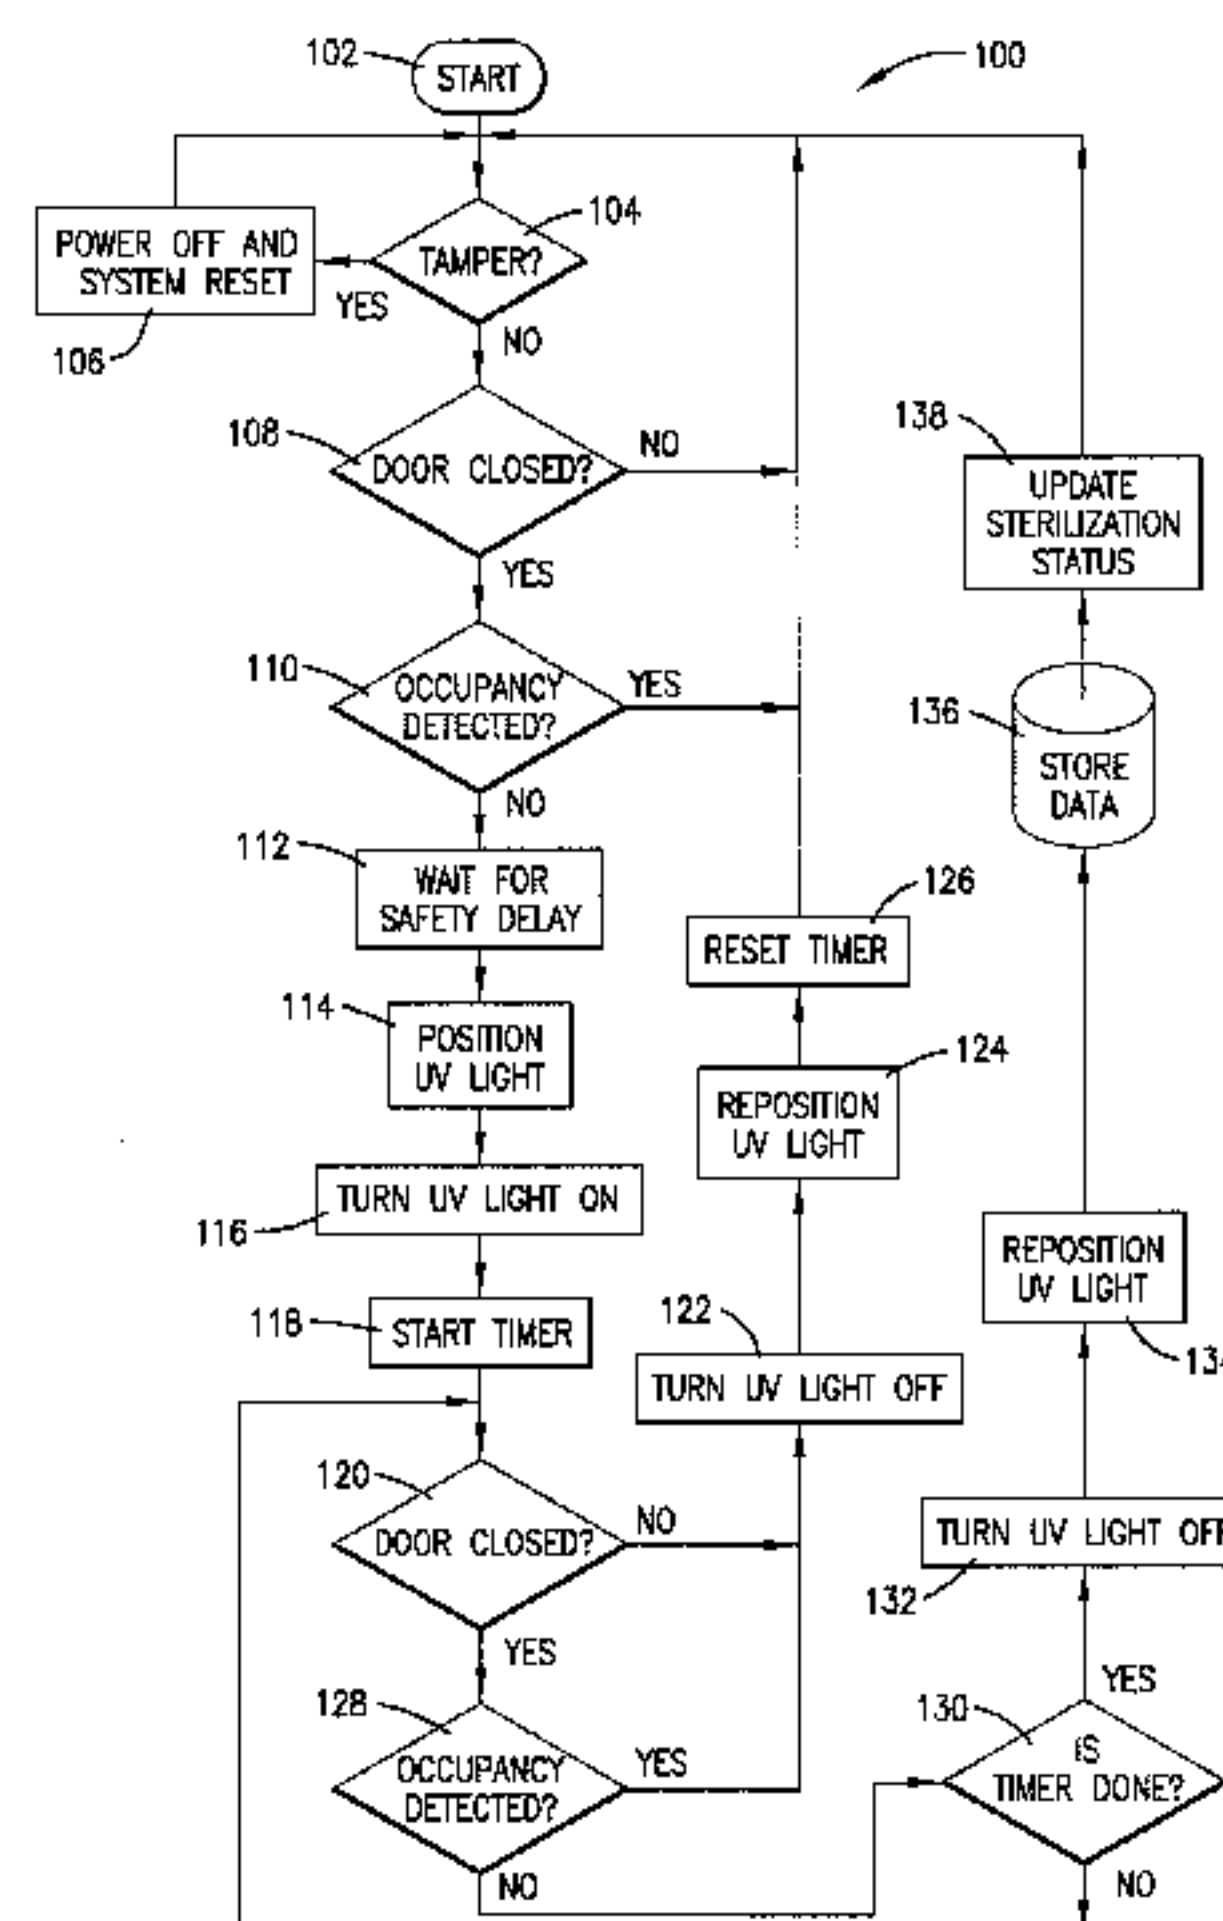 102
START
100
104
TAMPER?
POWER OFF AND
SYSTEM RESET
YES
106
NO
108
DOOR CLOSED?
NO
138
UPDATE
STERILIZATION
STATUS
YES
110
OCCUPANCY
DETECTED?
YES
136
STORE
DATA
NO
112
WAIT FOR
SAFETY DELAY
126
RESET TIMER
114
POSITION
UV LIGHT
124
REPOSITION
UV LIGHT
TURN UV LIGHT ON
116
REPOSITION
UV LIGHT
118
START TIMER
122
TURN UV LIGHT OFF
120
DOOR CLOSED?
NO
TURN UV LIGHT OFF
132
YES
128
OCCUPANCY
DETECTED?
YES
YES
130
IS
TIMER DONE?
NO
NO